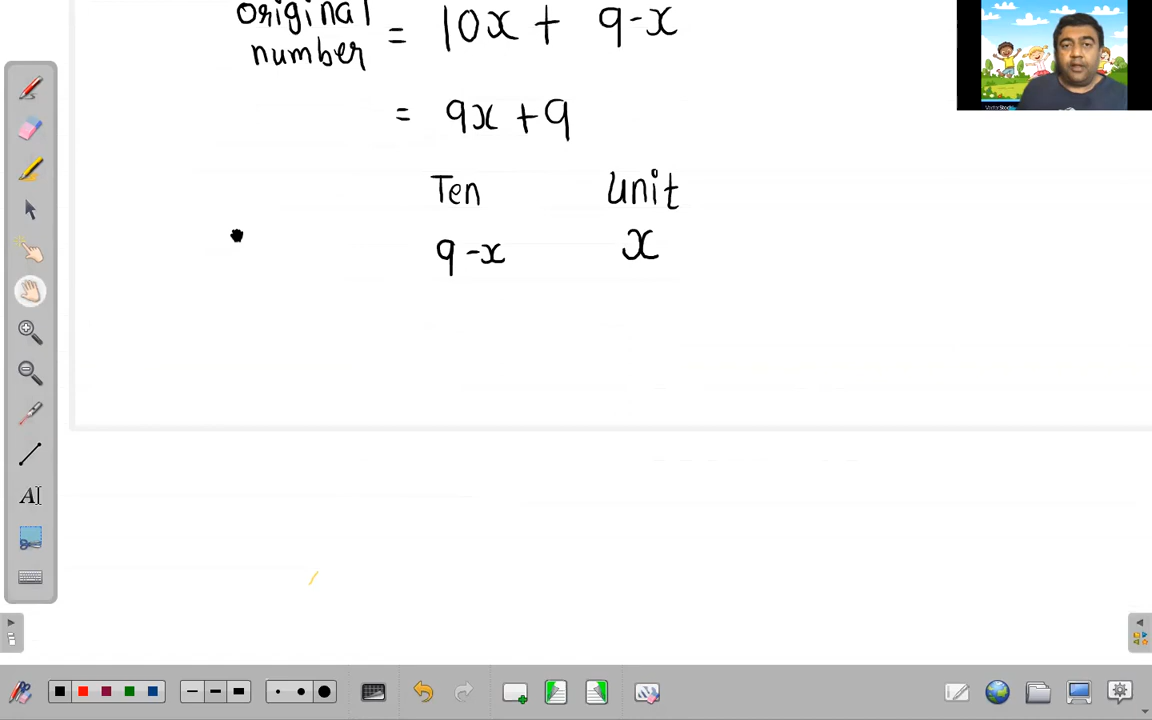 original
number = 10x + 9-x
= 9x + 9
Ten Unit
9-x x